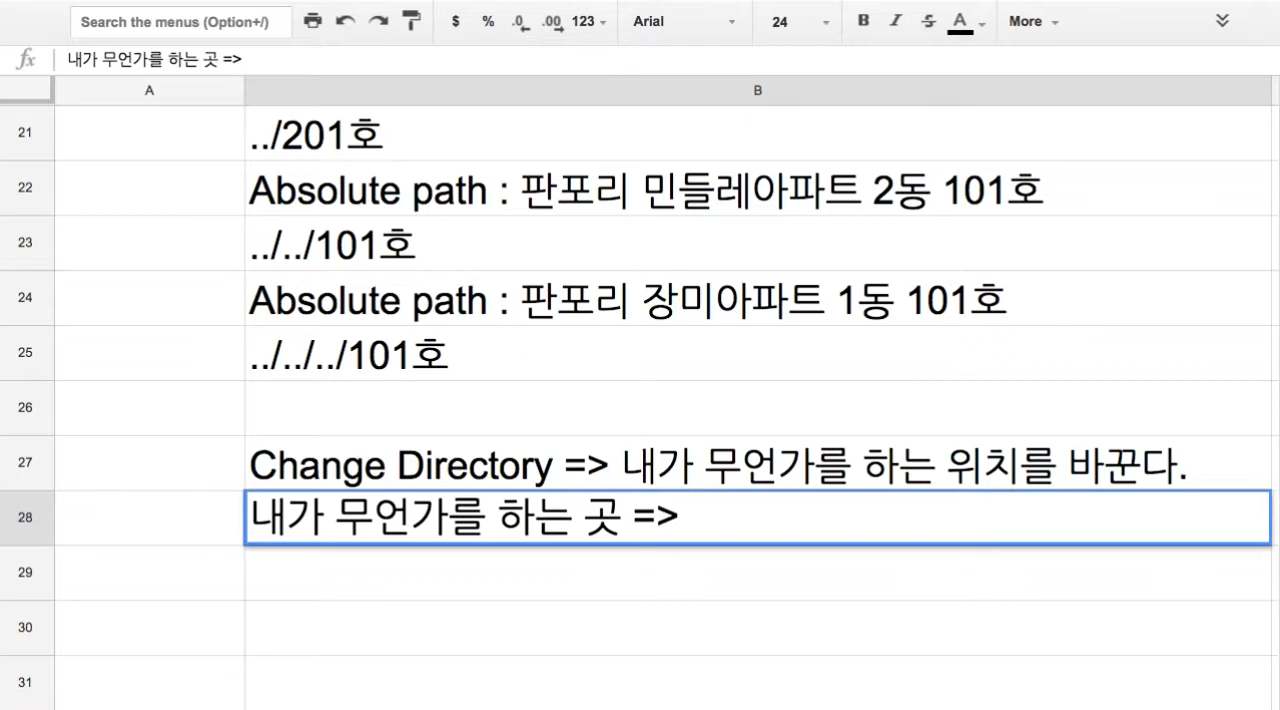 Search the menus (Option+/) $ % .0 .00 123 Arial 24 B I S A More
fx 내가 무언가를 하는 곳 =>
A B
21 ../201호
22 Absolute path : 판포리 민들레아파트 2동 101호
23 ../../101호
24 Absolute path : 판포리 장미아파트 1동 101호
25 ../../../101호
26
27 Change Directory => 내가 무언가를 하는 위치를 바꾼다.
28 내가 무언가를 하는 곳 =>
29
30
31